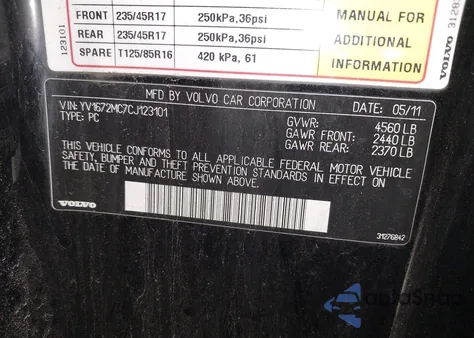 FRONT 235/45R17 250kPa,36psi
REAR 235/45R17 250kPa,36psi
SPARE T125/85R16 420 kPa, 61
MANUAL FOR
ADDITIONAL
INFORMATION
123101
VOLVO
MFD BY VOLVO CAR CORPORATION 05/11
VIN: YV1672MC7CJ123101
TYPE: PC
GVWR: 4560 LB
GAWR FRONT: 2440 LB
GAWR REAR: 2370 LB
THIS VEHICLE CONFORMS TO ALL APPLICABLE FEDERAL MOTOR VEHICLE
SAFETY, BUMPER AND THEFT PREVENTION STANDARDS IN EFFECT ON
THE DATE OF MANUFACTURE SHOWN ABOVE.
VOLVO
31276842
AutoSnap